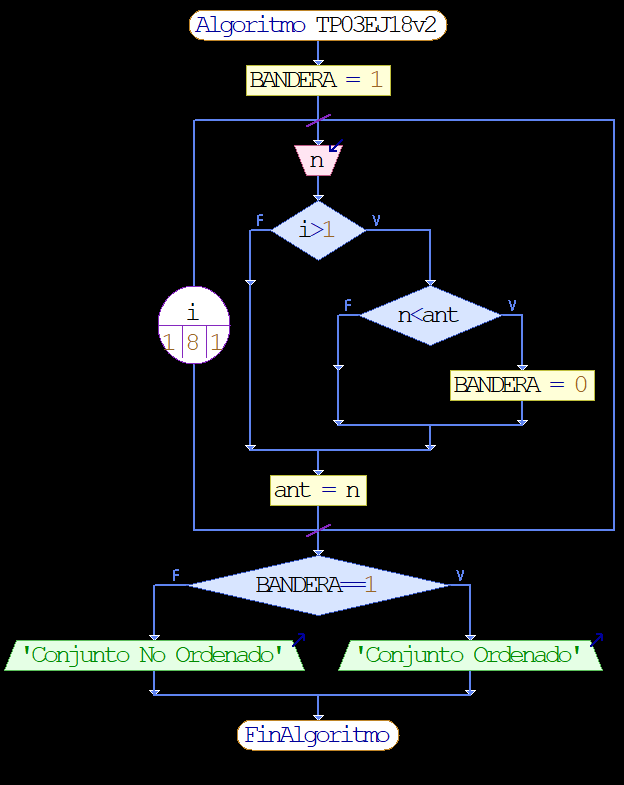 Algoritmo TP03EJ18v2
BANDERA = 1
n
F
i>1
V
i
1 8 1
F
n<ant
V
BANDERA = 0
ant = n
F
BANDERA==1
V
'Conjunto No Ordenado'
'Conjunto Ordenado'
FinAlgoritmo